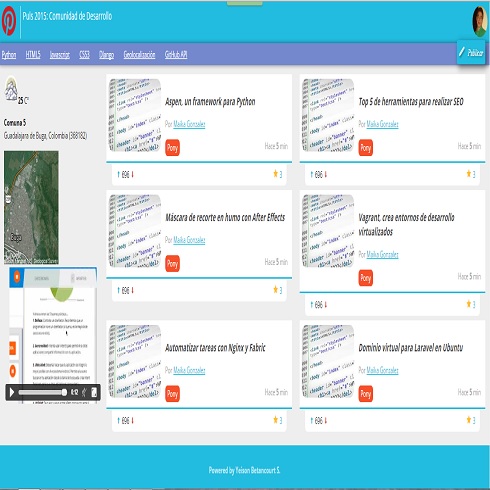 Puls 2015: Comunidad de Desarrollo
Python HTML5 Javascript CSS3 Django Geolocalización GitHub API
Publicar
25 C°
Comuna 5
Guadalajara de Buga, Colombia (368182)
Buga
0:12
Aspen, un framework para Python
Por Maika Gonzalez
Pony
Hace 5 min
696
3
Top 5 de herramientas para realizar SEO
Por Maika Gonzalez
Pony
Hace 5 min
696
3
Máscara de recorte en humo con After Effects
Por Maika Gonzalez
Pony
Hace 5 min
696
3
Vagrant, crea entornos de desarrollo
virtualizados
Por Maika Gonzalez
Pony
Hace 5 min
696
3
Automatizar tareas con Nginx y Fabric
Por Maika Gonzalez
Pony
Hace 5 min
696
3
Dominio virtual para Laravel en Ubuntu
Por Maika Gonzalez
Pony
Hace 5 min
696
3
Powered by Yeison Betancourt S.